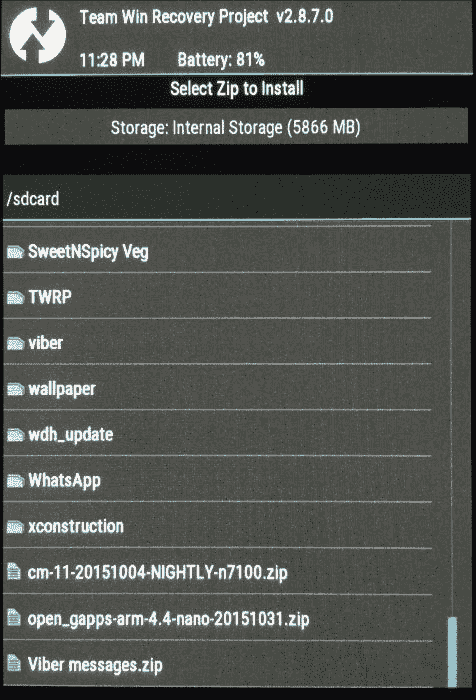 Team Win Recovery Project v2.8.7.0
11:28 PM Battery: 81%
Select Zip to Install
Storage: Internal Storage (5866 MB)
/sdcard
SweetNSpicy Veg
TWRP
viber
wallpaper
wdh_update
WhatsApp
xconstruction
cm-11-20151004-NIGHTLY-n7100.zip
open_gapps-arm-4.4-nano-20151031.zip
Viber messages.zip